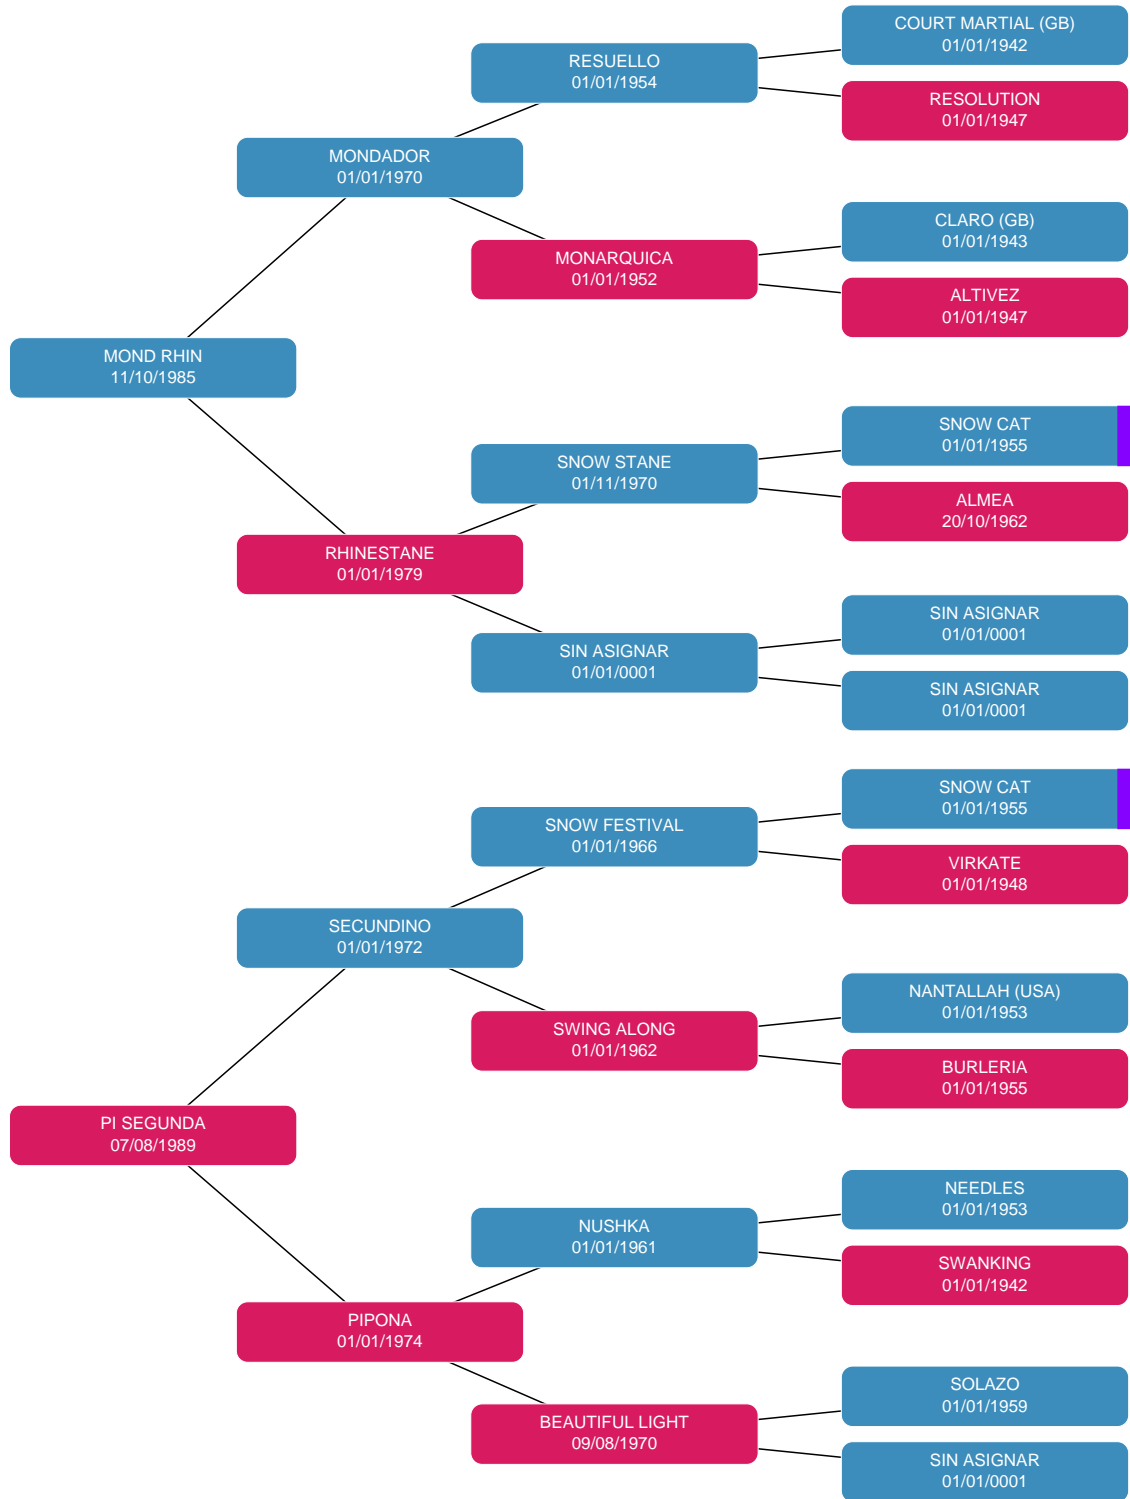 COURT MARTIAL (GB)
01/01/1942
RESUELLO
01/01/1954
RESOLUTION
01/01/1947
MONDADOR
01/01/1970
CLARO (GB)
01/01/1943
MONARQUICA
01/01/1952
ALTIVEZ
01/01/1947
MOND RHIN
11/10/1985
SNOW CAT
01/01/1955
SNOW STANE
01/11/1970
ALMEA
20/10/1962
RHINESTANE
01/01/1979
SIN ASIGNAR
01/01/0001
SIN ASIGNAR
01/01/0001
SIN ASIGNAR
01/01/0001
SNOW CAT
01/01/1955
SNOW FESTIVAL
01/01/1966
VIRKATE
01/01/1948
SECUNDINO
01/01/1972
NANTALLAH (USA)
01/01/1953
SWING ALONG
01/01/1962
BURLERIA
01/01/1955
PI SEGUNDA
07/08/1989
NEEDLES
01/01/1953
NUSHKA
01/01/1961
SWANKING
01/01/1942
PIPONA
01/01/1974
SOLAZO
01/01/1959
BEAUTIFUL LIGHT
09/08/1970
SIN ASIGNAR
01/01/0001